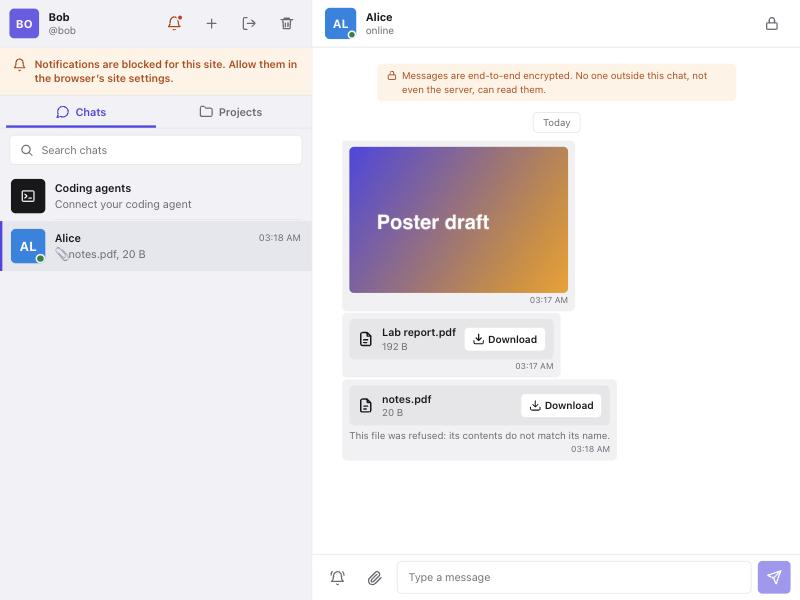 BO
Bob
@bob
Notifications are blocked for this site. Allow them in
the browser's site settings.
Chats
Projects
Search chats
Coding agents
Connect your coding agent
AL
Alice
03:18 AM
📎notes.pdf, 20 B
AL
Alice
online
Messages are end-to-end encrypted. No one outside this chat, not
even the server, can read them.
Today
Poster draft
03:17 AM
Lab report.pdf
192 B
Download
03:17 AM
notes.pdf
20 B
Download
This file was refused: its contents do not match its name.
03:18 AM
Type a message